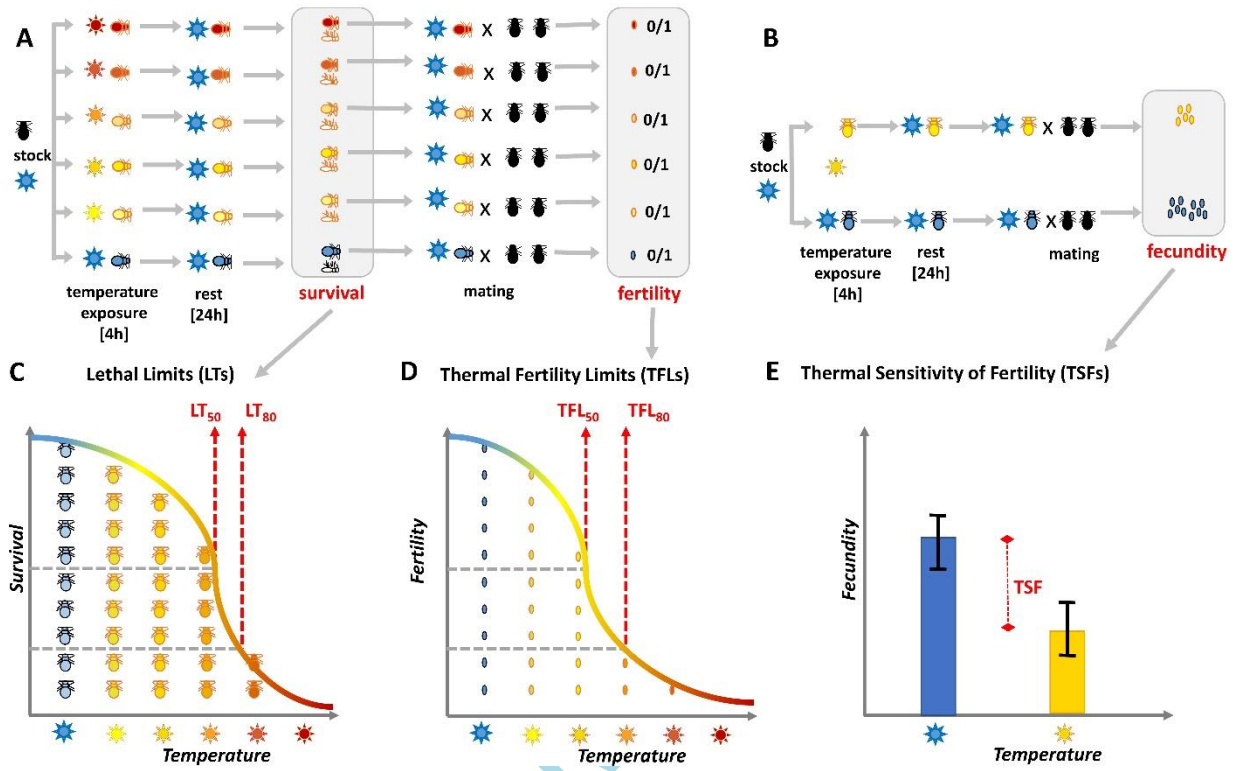 A
stock
X
0/1
X
0/1
X
0/1
X
0/1
X
0/1
X
0/1
temperature
exposure
[4h]
rest
[24h]
survival
mating
fertility
B
stock
X
X
temperature
exposure
[4h]
rest
[24h]
mating
fecundity
C
Lethal Limits (LTs)
LT50
LT80
Survival
Temperature
D
Thermal Fertility Limits (TFLs)
TFL50
TFL80
Fertility
Temperature
E
Thermal Sensitivity of Fertility (TSFs)
TSF
Fecundity
Temperature